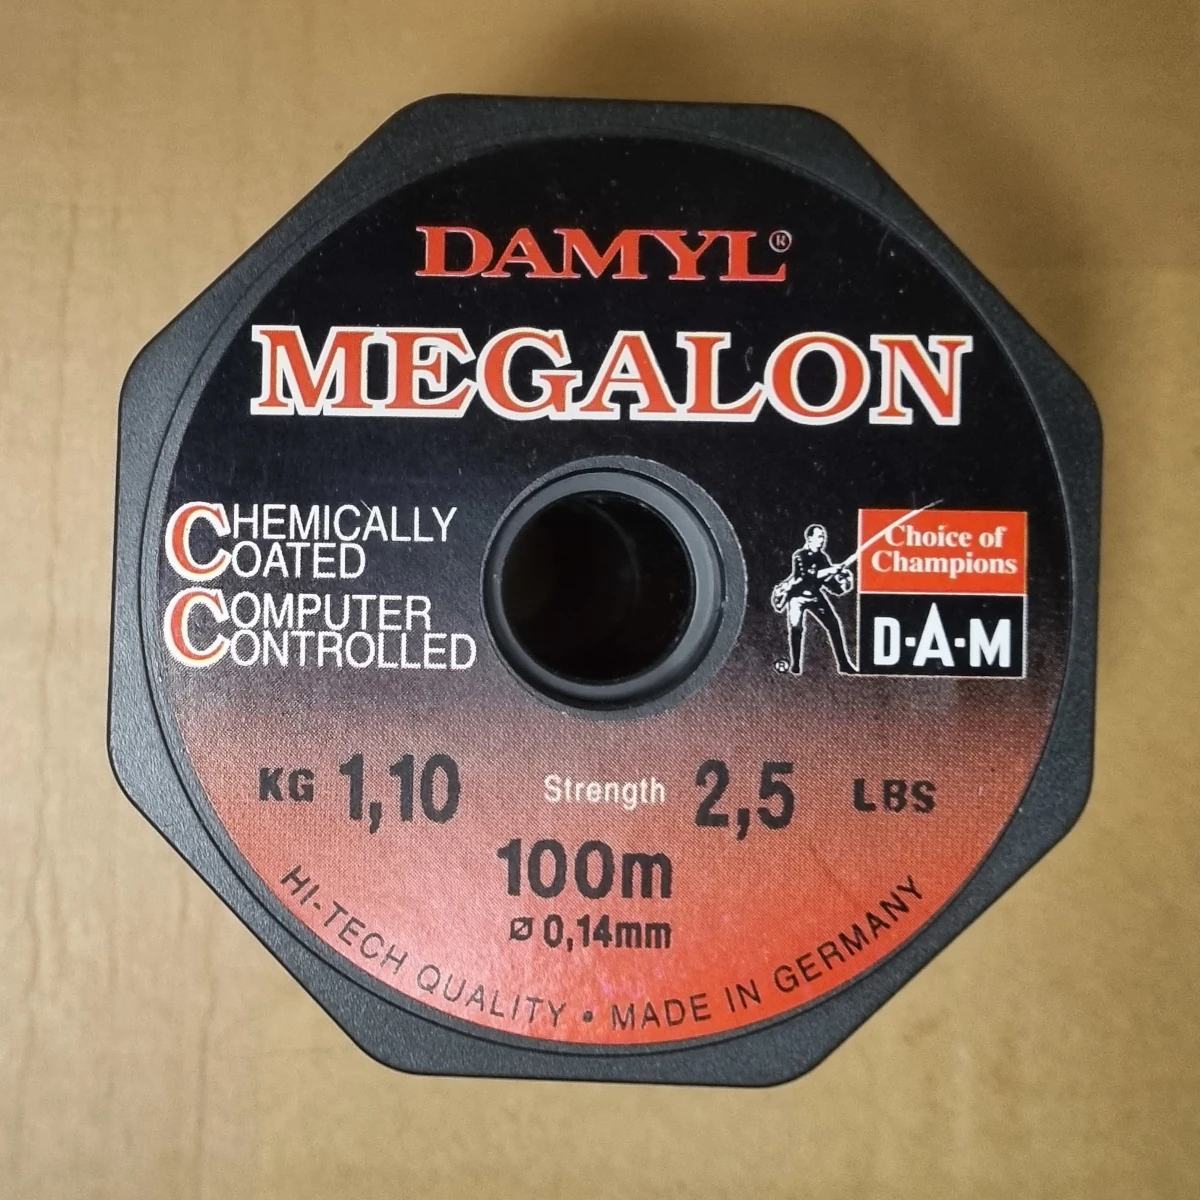 DAMYL®
MEGALON
CHEMICALLY
COATED
COMPUTER
CONTROLLED
Choice of
Champions
D·A·M
®
KG 1,10 Strength 2,5 LBS
100m
Ø 0,14mm
HI-TECH QUALITY • MADE IN GERMANY